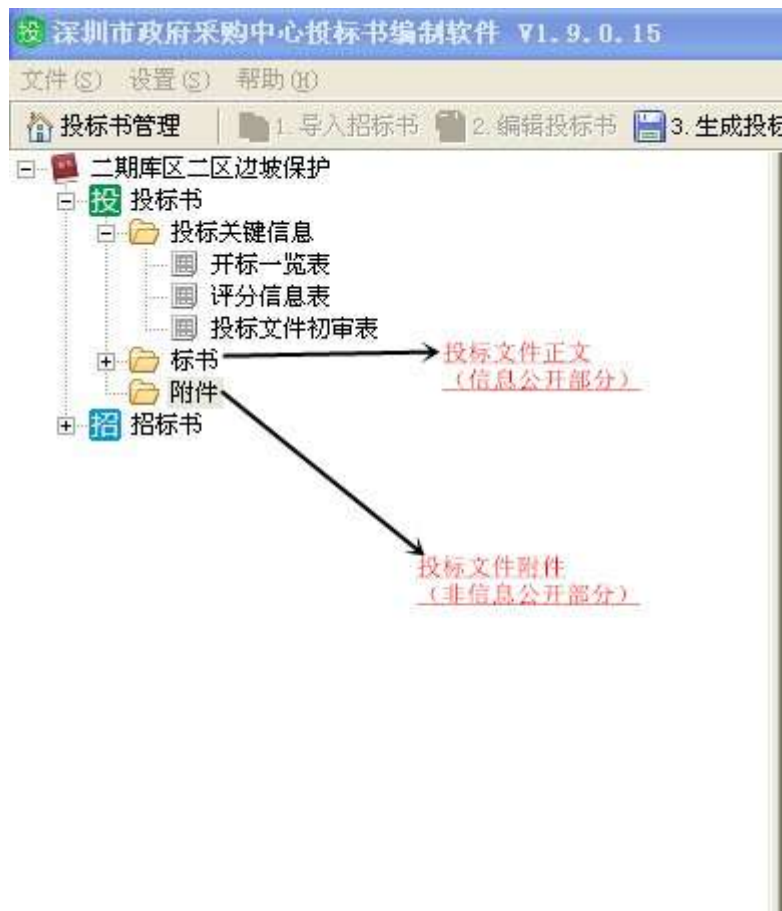 投 深圳市政府采购中心投标书编制软件 V1.9.0.15
文件(S) 设置(S) 帮助(H)
投标书管理 1.导入招标书 2.编辑投标书 3.生成投标
二期库区二区边坡保护
投 投标书
投标关键信息
开标一览表
评分信息表
投标文件初审表
标书
投标文件正文
（信息公开部分）
附件
招 招标书
投标文件附件
（非信息公开部分）